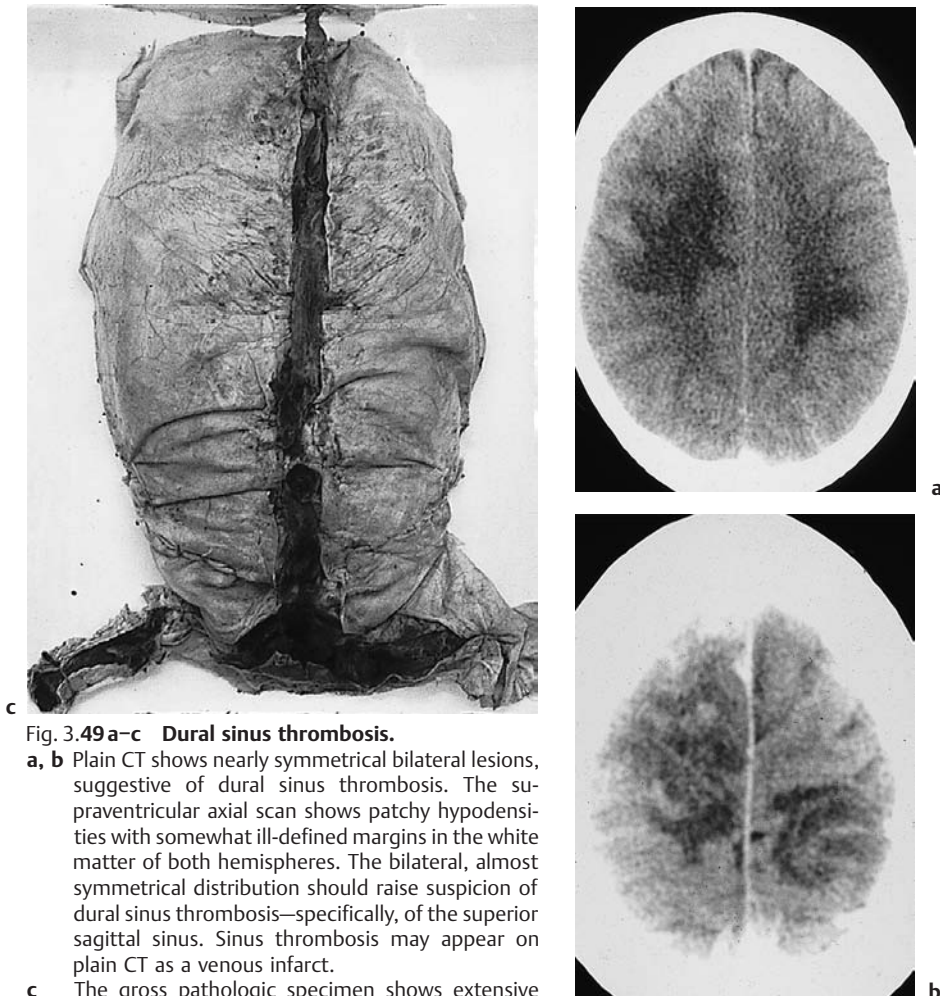 a
b
c
Fig. 3.49 a–c Dural sinus thrombosis.
a, b Plain CT shows nearly symmetrical bilateral lesions,
suggestive of dural sinus thrombosis. The su-
praventricular axial scan shows patchy hypodensi-
ties with somewhat ill-defined margins in the white
matter of both hemispheres. The bilateral, almost
symmetrical distribution should raise suspicion of
dural sinus thrombosis—specifically, of the superior
sagittal sinus. Sinus thrombosis may appear on
plain CT as a venous infarct.
c The gross pathologic specimen shows extensive